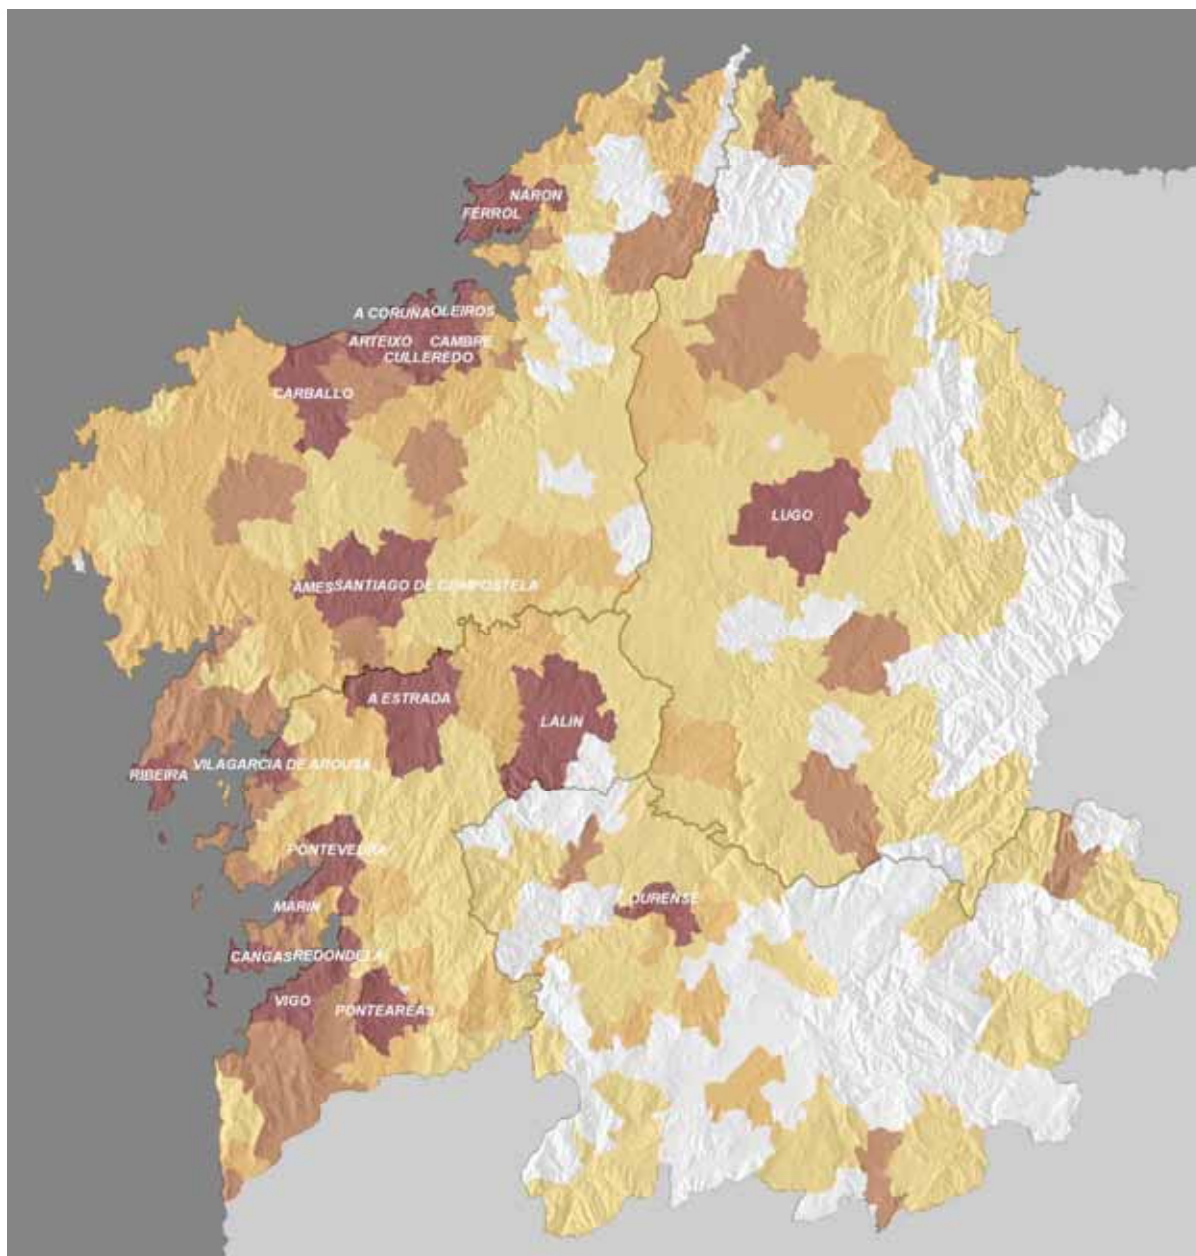 NARON
FERROL
A CORUÑA OLEIROS
ARTEIXO CAMBRE
CULLEREDO
CARBALLO
LUGO
AMES SANTIAGO DE COMPOSTELA
A ESTRADA
LALIN
VILAGARCIA DE AROUSA
RIBEIRA
PONTEVEDRA
OURENSE
MARIN
CANGAS REDONDELA
VIGO
PONTEAREAS